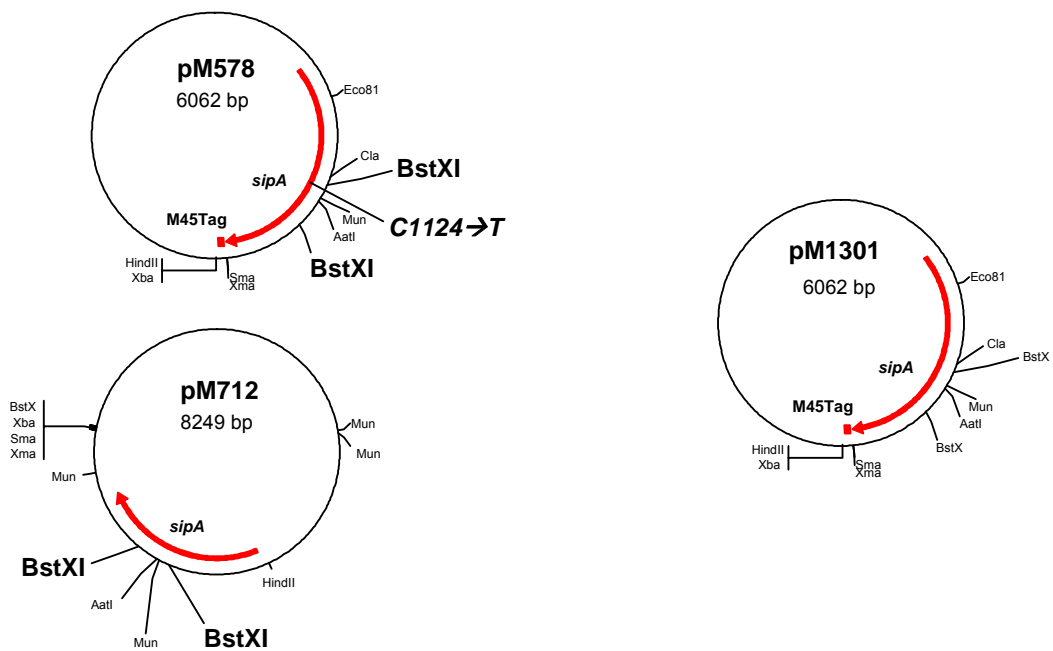 pM578
6062 bp
Eco81
Cla
BstXI
sipA
Mun
C1124→T
AatI
M45Tag
BstXI
HindII
Xba
Sma
Xma
pM712
8249 bp
BstX
Xba
Sma
Xma
Mun
Mun
Mun
sipA
BstXI
HindII
AatI
Mun
BstXI
pM1301
6062 bp
Eco81
Cla
BstX
sipA
Mun
M45Tag
AatI
BstX
HindII
Xba
Sma
Xma